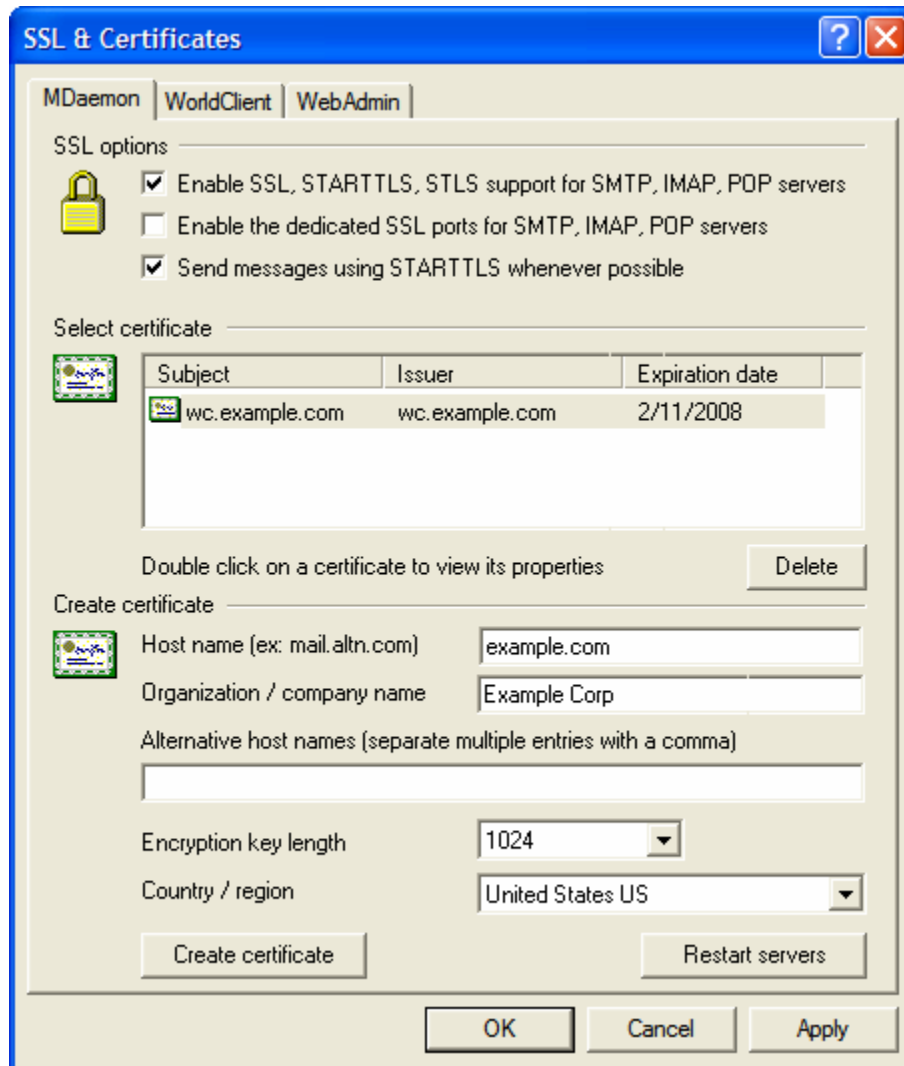 SSL & Certificates
MDaemon WorldClient WebAdmin
SSL options
Enable SSL, STARTTLS, STLS support for SMTP, IMAP, POP servers
Enable the dedicated SSL ports for SMTP, IMAP, POP servers
Send messages using STARTTLS whenever possible
Select certificate
Subject Issuer Expiration date
wc.example.com wc.example.com 2/11/2008
Double click on a certificate to view its properties Delete
Create certificate
Host name (ex: mail.altn.com) example.com
Organization / company name Example Corp
Alternative host names (separate multiple entries with a comma)
Encryption key length 1024
Country / region United States US
Create certificate Restart servers
OK Cancel Apply